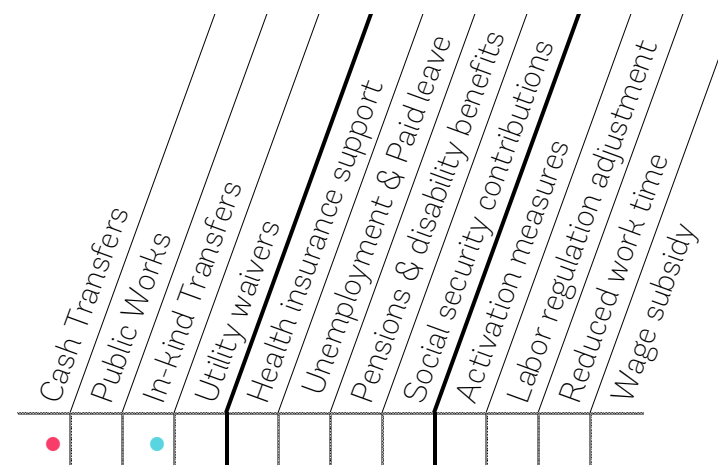 Cash Transfers
Public Works
In-kind Transfers
Utility waivers
Health insurance support
Unemployment & Paid leave
Pensions & disability benefits
Social security contributions
Activation measures
Labor regulation adjustment
Reduced work time
Wage subsidy